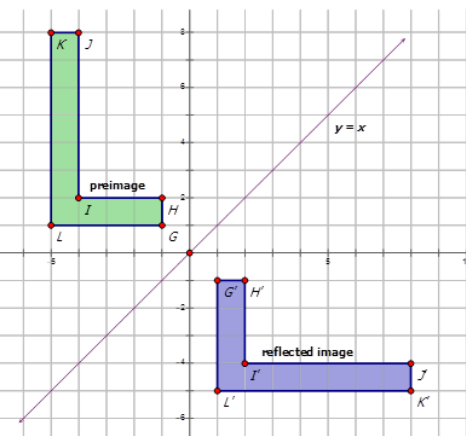 K J 8
6
y = x
4
preimage
2
I H
L G
-5 5
G' H'
-2
reflected image
-4
I' J'
L' K'
-6